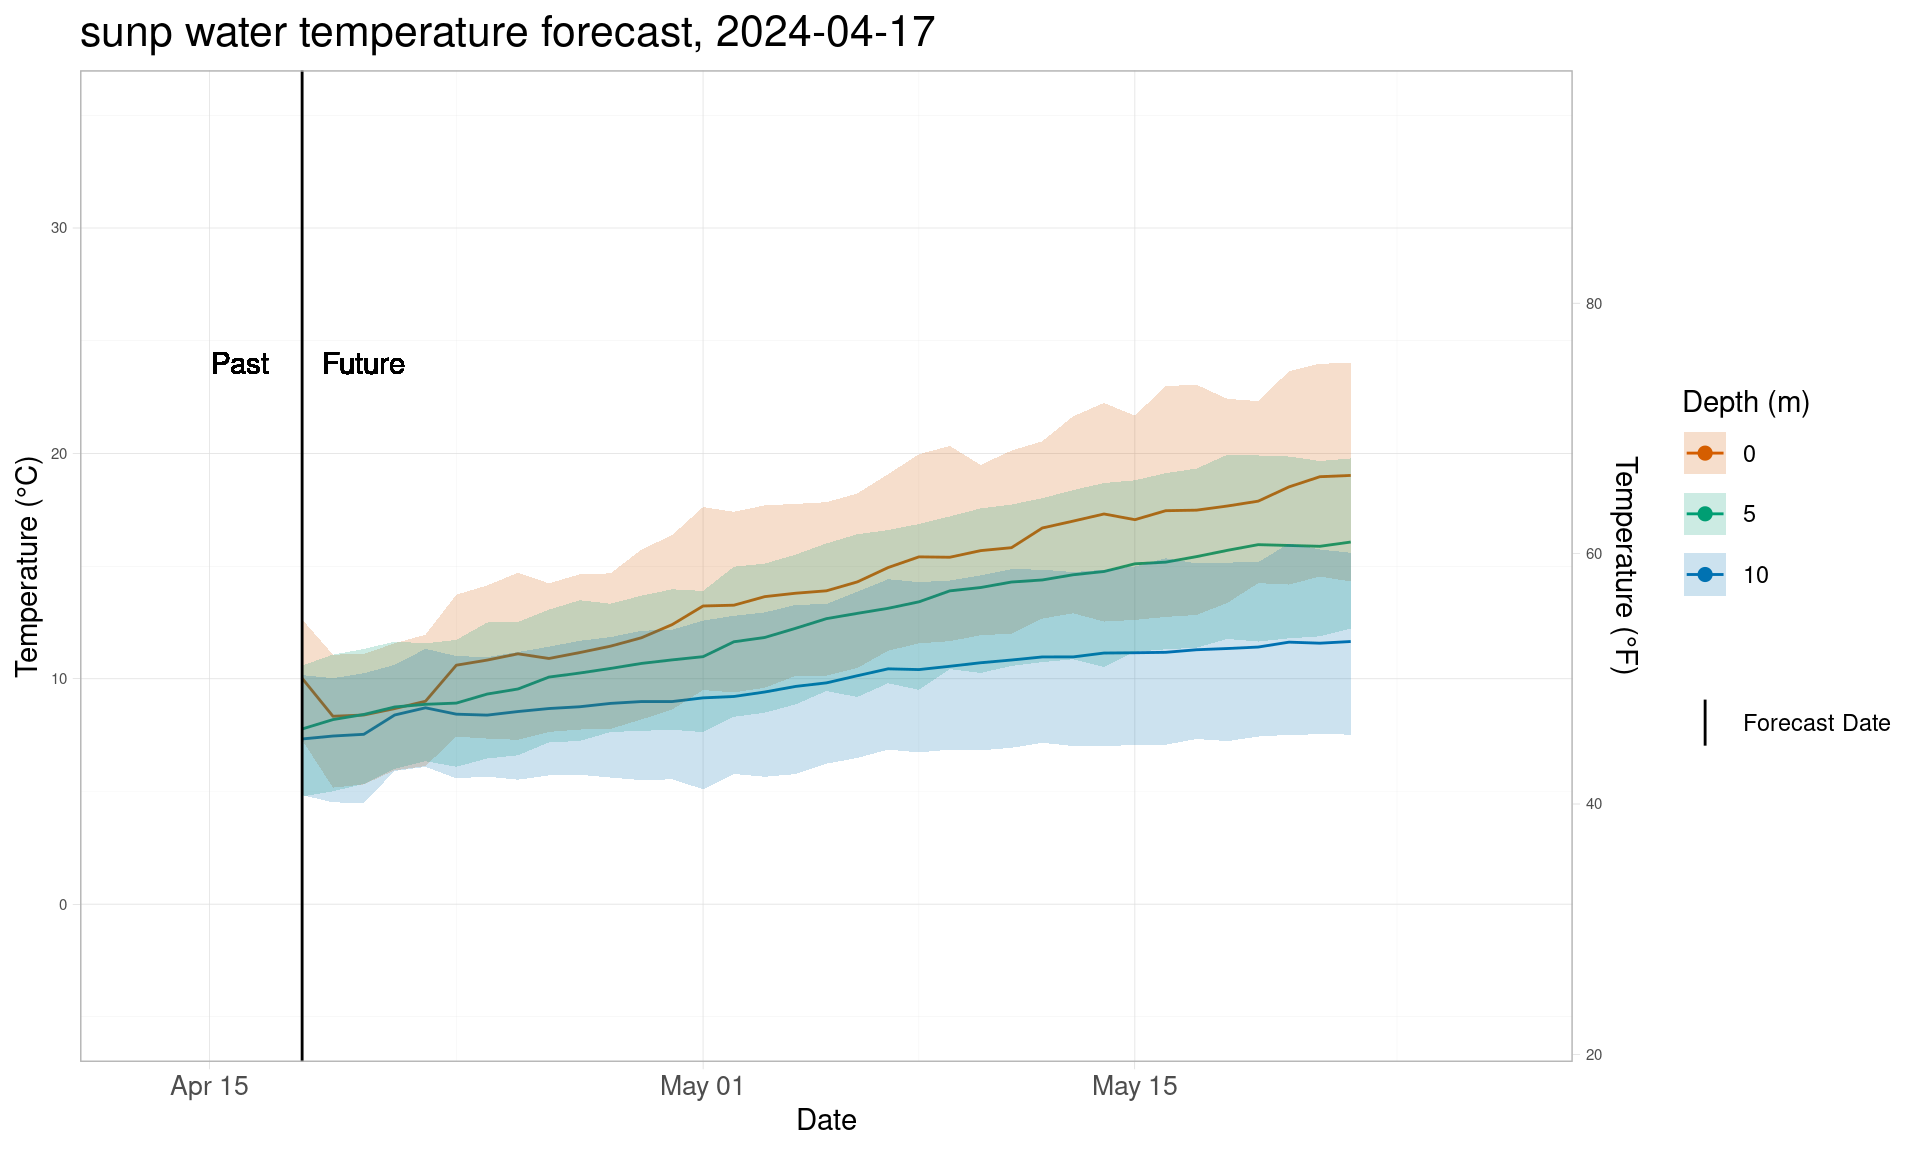 sunp water temperature forecast, 2024-04-17
Temperature (°C)
30
20
10
0
Past
Future
80
60
40
20
Temperature (°F)
Apr 15
May 01
May 15
Date
Depth (m)
0
5
10
Forecast Date